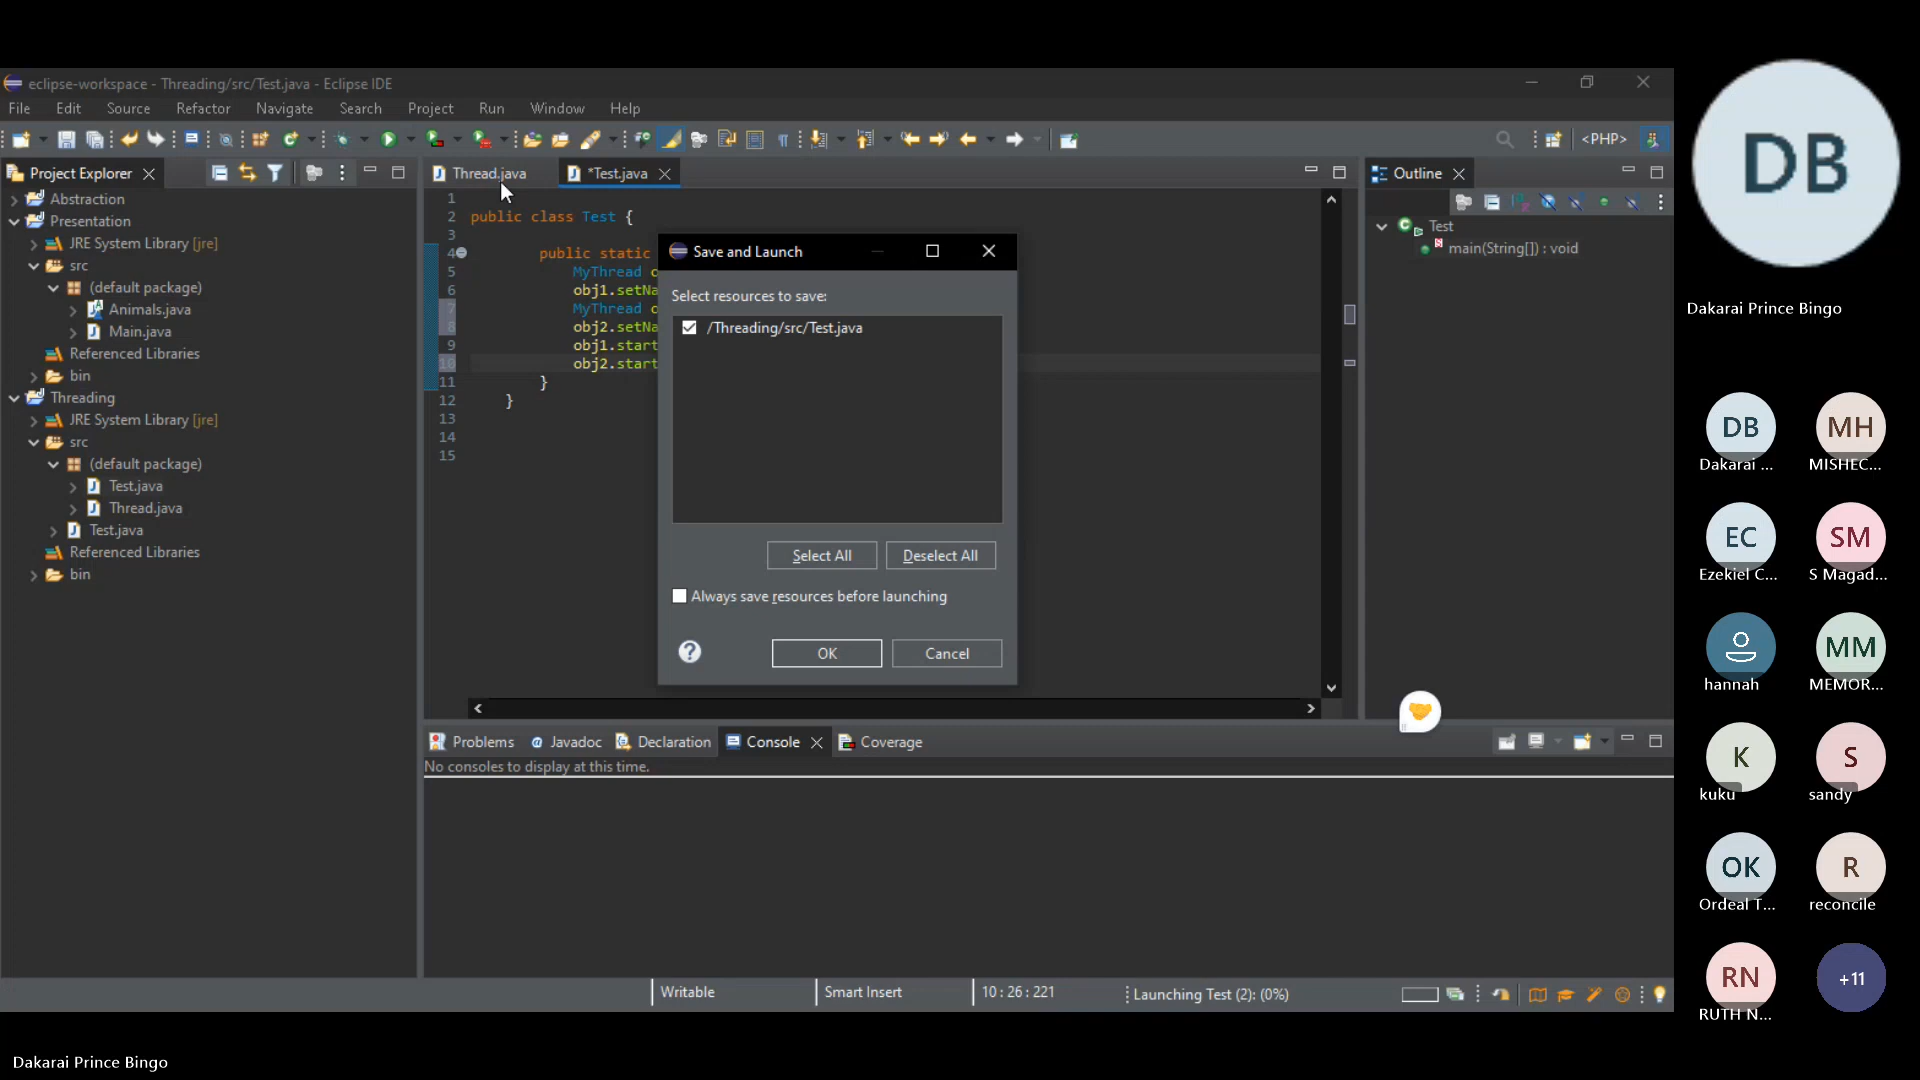 eclipse-workspace - Threading/src/Test.java - Eclipse IDE
File Edit Source Refactor Navigate Search Project Run Window Help
<PHP>
Project Explorer
Abstraction
Presentation
JRE System Library [jre]
src
(default package)
Animals.java
Main.java
Referenced Libraries
bin
Threading
JRE System Library [jre]
src
(default package)
Test.java
Thread.java
Test.java
Referenced Libraries
bin
Thread.java
*Test.java
1
2 public class Test {
3
4 public static
5 MyThread o
6 obj1.setNa
7 MyThread o
8 obj2.setNa
9 obj1.start
10 obj2.start
11 }
12 }
13
14
15
Save and Launch
Select resources to save:
/Threading/src/Test.java
Select All
Deselect All
Always save resources before launching
OK
Cancel
Outline
Test
main(String[]) : void
Problems
Javadoc
Declaration
Console
Coverage
No consoles to display at this time.
Writable
Smart Insert
10 : 26 : 221
Launching Test (2): (0%)
DB
Dakarai Prince Bingo
DB
Dakarai ...
MH
MISHEC...
EC
Ezekiel C...
SM
S Magad...
hannah
MM
MEMOR...
K
kuku
S
sandy
OK
Ordeal T...
R
reconcile
RN
RUTH N...
+11
Dakarai Prince Bingo